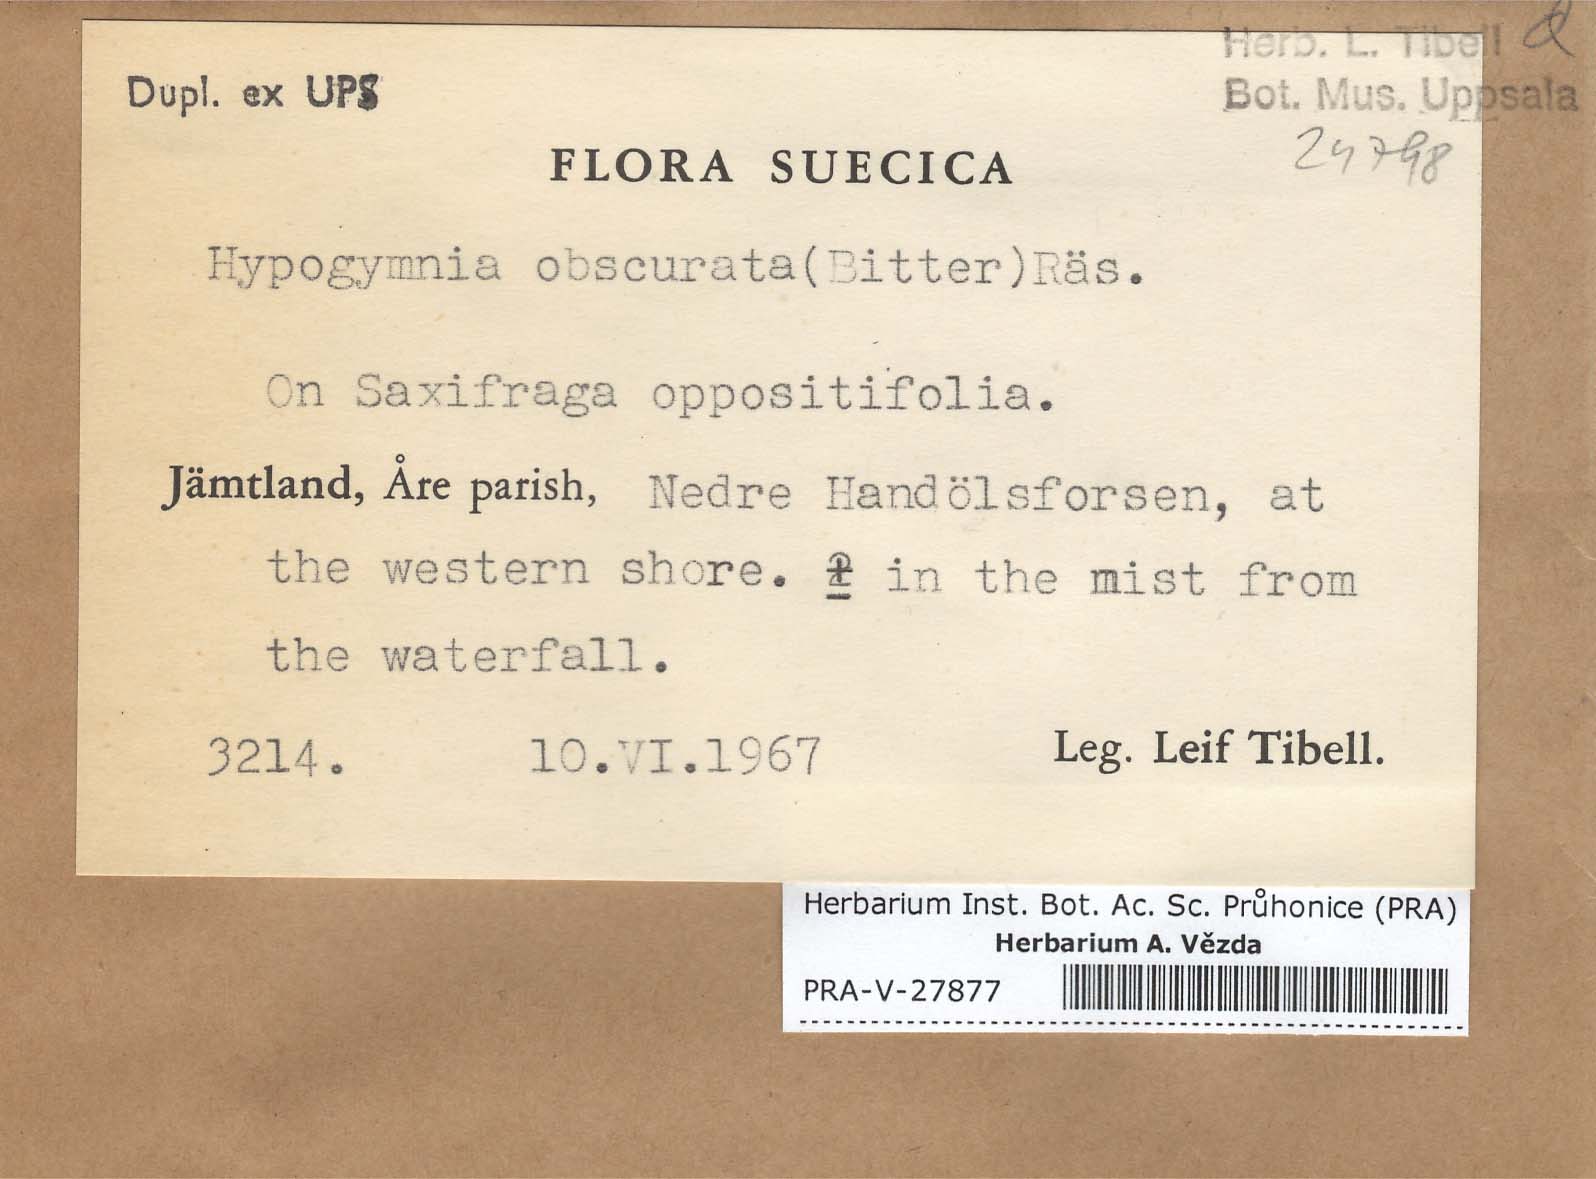 Herb. L. Tibell
Dupl. ex UPS
Bot. Mus. Uppsala
FLORA SUECICA
Hypogymnia obscurata(Bitter)Räs.
On Saxifraga oppositifolia.
Jämtland, Åre parish, Nedre Handölsforsen, at
the western shore. ± in the mist from
the waterfall.
3214. 10.VI.1967 Leg. Leif Tibell.
Herbarium Inst. Bot. Ac. Sc. Průhonice (PRA)
Herbarium A. Vězda
PRA-V-27877